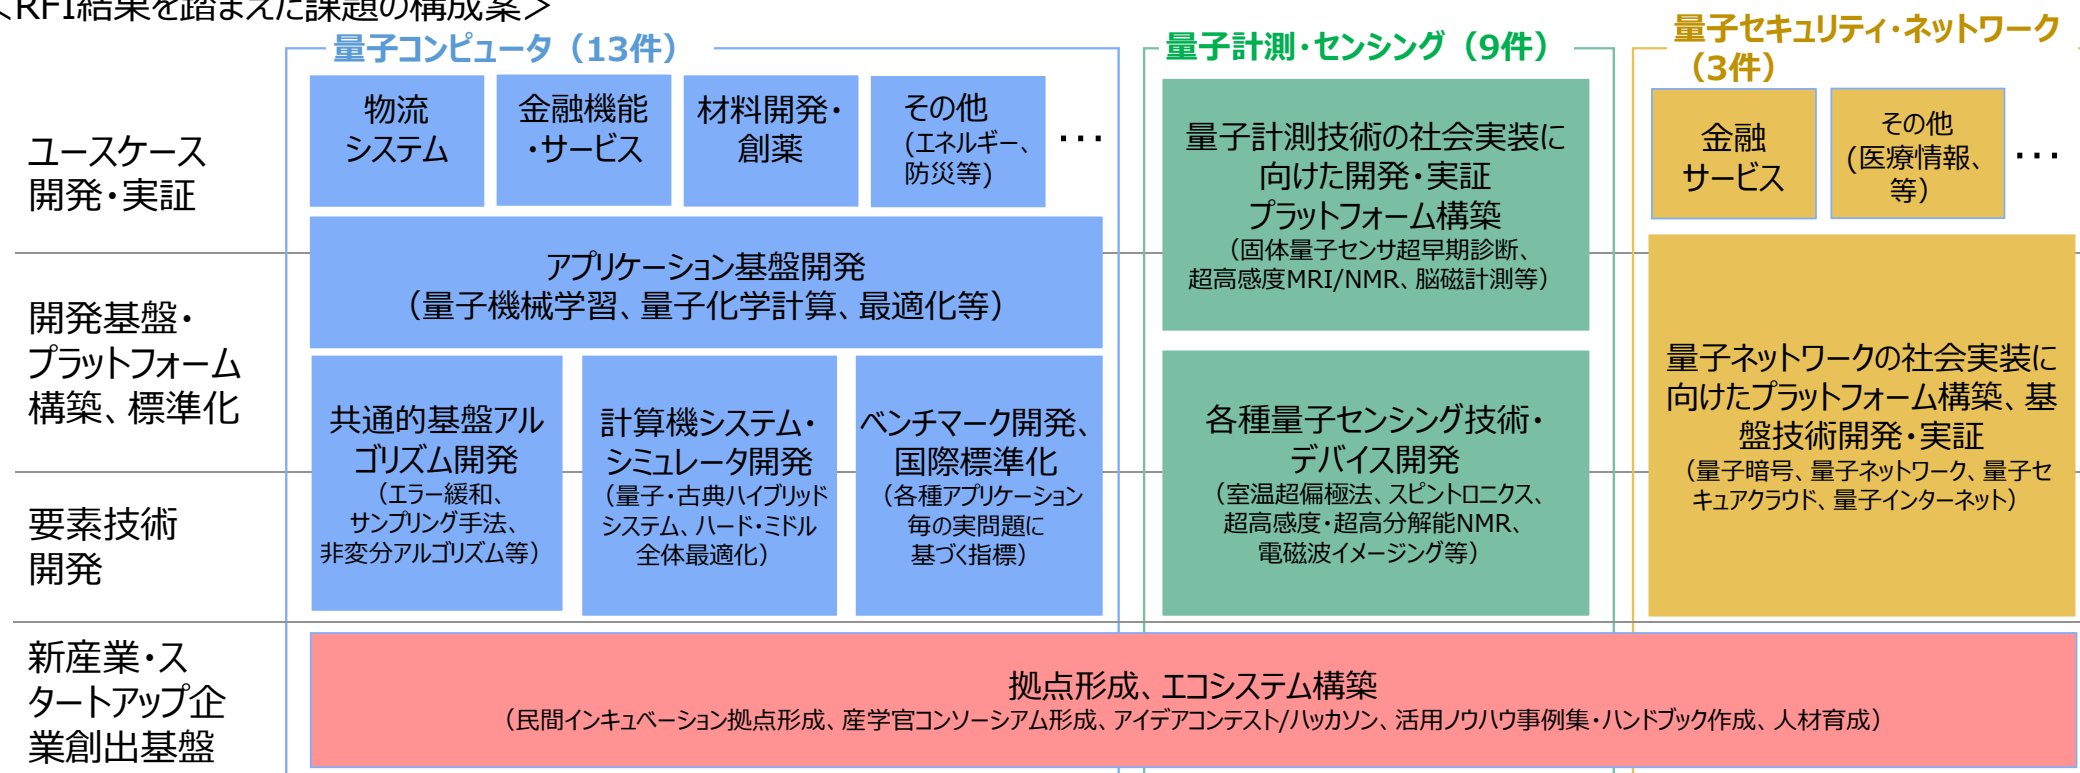 <RFI結果を踏まえた課題の構成案>
量子コンピュータ（13件）
量子計測・センシング（9件）
量子セキュリティ・ネットワーク
（3件）
ユースケース
開発・実証
物流
システム
金融機能
・サービス
材料開発・
創薬
その他
(エネルギー、
防災等)
・・・
量子計測技術の社会実装に
向けた開発・実証
プラットフォーム構築
（固体量子センサ超早期診断、
超高感度MRI/NMR、脳磁計測等）
金融
サービス
その他
(医療情報、
等）
・・・
開発基盤・
プラットフォーム
構築、標準化
アプリケーション基盤開発
（量子機械学習、量子化学計算、最適化等）
共通的基盤アル
ゴリズム開発
（エラー緩和、
サンプリング手法、
非変分アルゴリズム等）
計算機システム・
シミュレータ開発
（量子・古典ハイブリッド
システム、ハード・ミドル
全体最適化）
ベンチマーク開発、
国際標準化
（各種アプリケーション
毎の実問題に
基づく指標）
各種量子センシング技術・
デバイス開発
（室温超偏極法、スピントロニクス、
超高感度・超高分解能NMR、
電磁波イメージング等）
量子ネットワークの社会実装に
向けたプラットフォーム構築、基
盤技術開発・実証
（量子暗号、量子ネットワーク、量子セ
キュアクラウド、量子インターネット）
要素技術
開発
新産業・ス
タートアップ企
業創出基盤
拠点形成、エコシステム構築
（民間インキュベーション拠点形成、産学官コンソーシアム形成、アイデアコンテスト/ハッカソン、活用ノウハウ事例集・ハンドブック作成、人材育成）